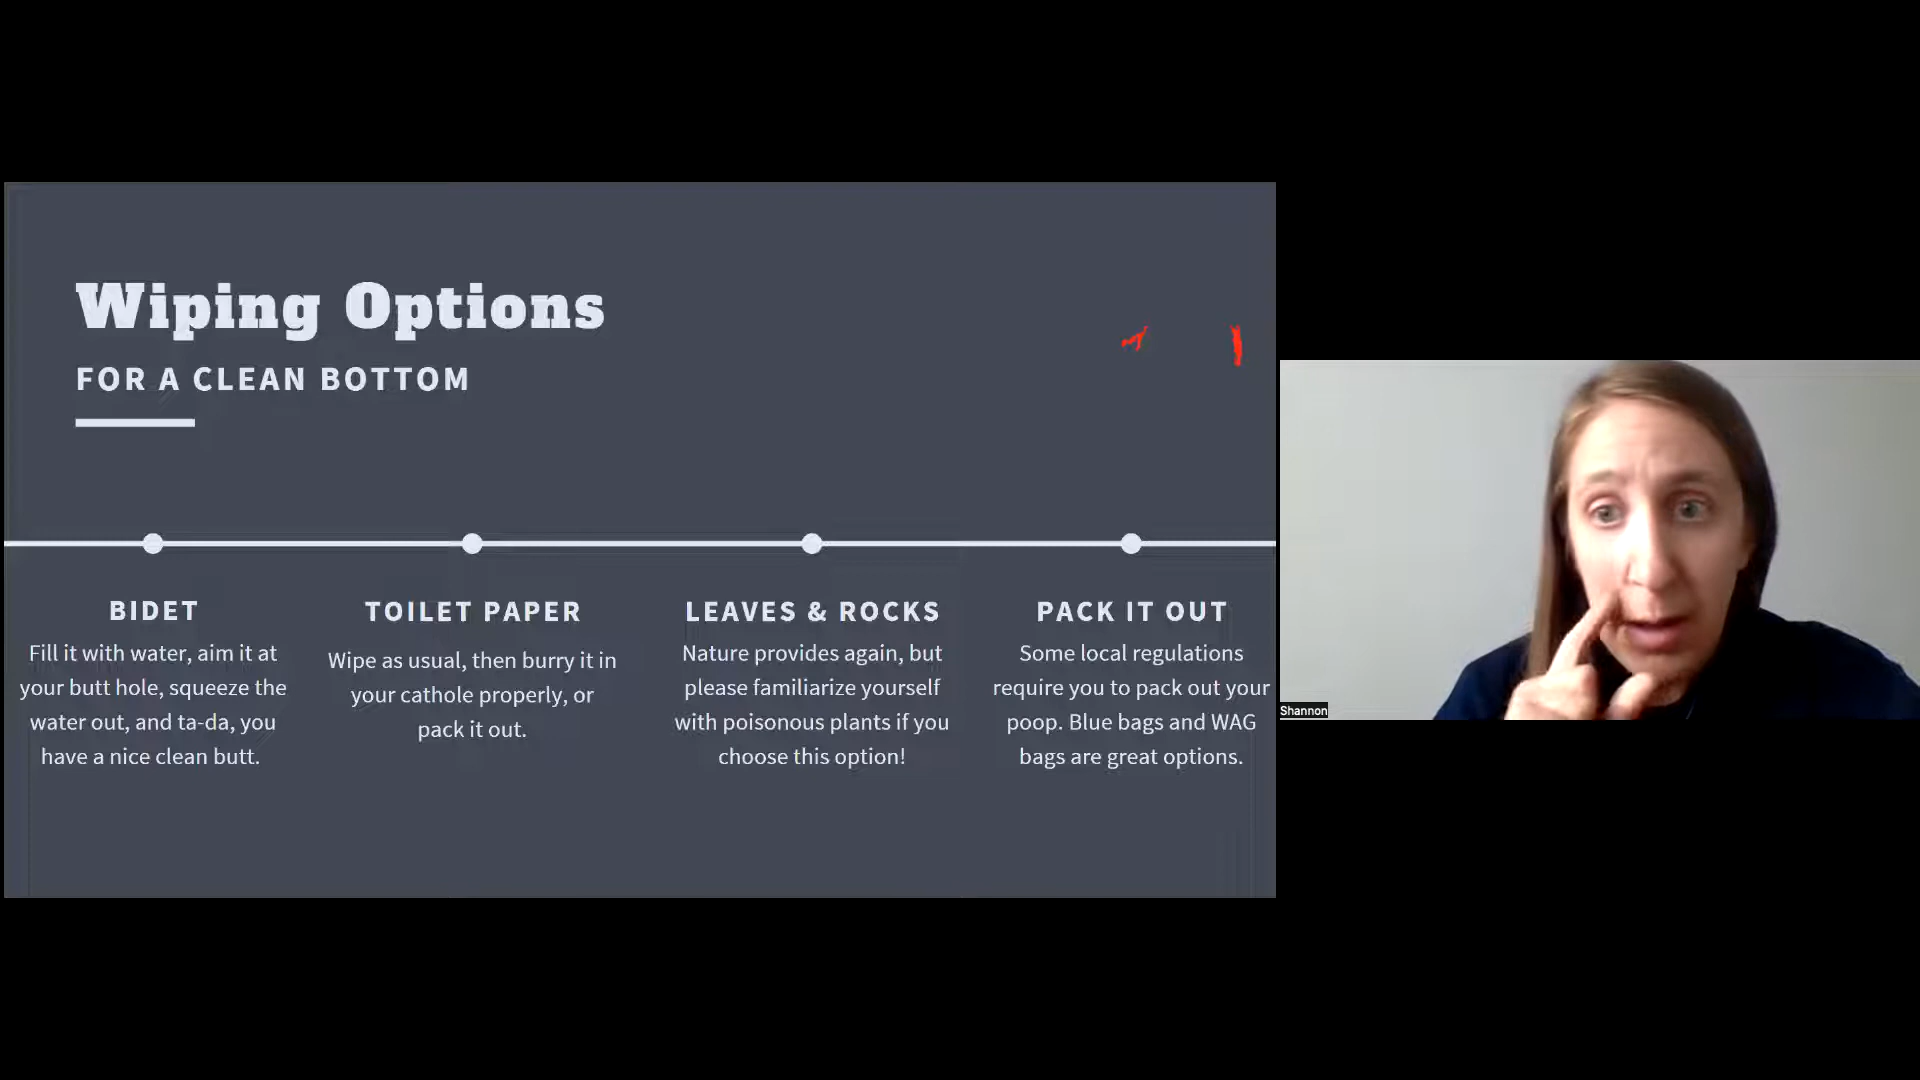 Wiping Options
FOR A CLEAN BOTTOM
BIDET
Fill it with water, aim it at
your butt hole, squeeze the
water out, and ta-da, you
have a nice clean butt.
TOILET PAPER
Wipe as usual, then burry it in
your cathole properly, or
pack it out.
LEAVES & ROCKS
Nature provides again, but
please familiarize yourself
with poisonous plants if you
choose this option!
PACK IT OUT
Some local regulations
require you to pack out your
poop. Blue bags and WAG
bags are great options.
Shannon